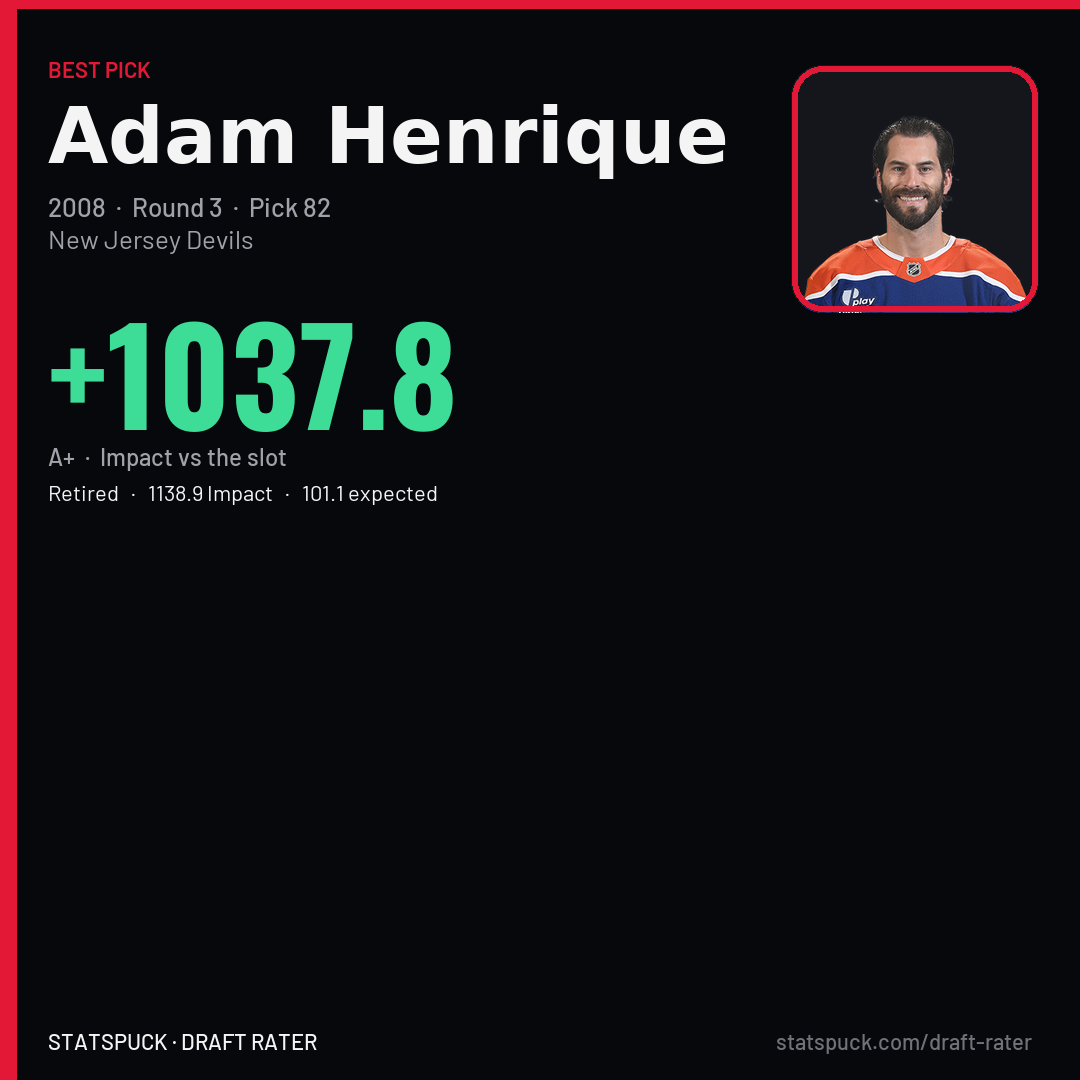 BEST PICK
Adam Henrique
2008 · Round 3 · Pick 82
New Jersey Devils
play
+1037.8
A+ · Impact vs the slot
Retired · 1138.9 Impact · 101.1 expected
STATSPUCK · DRAFT RATER
statspuck.com/draft-rater